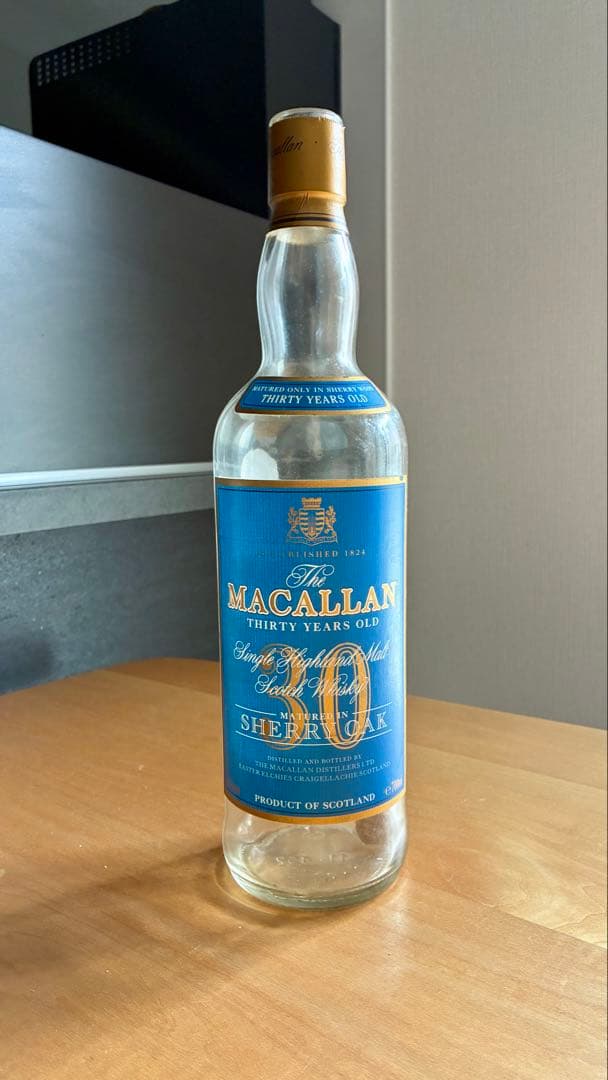 MATURED ONLY IN SHERRY WOOD
THIRTY YEARS OLD
ESTABLISHED 1824
The
MACALLAN
THIRTY YEARS OLD
Single Highland Malt
Scotch Whisky
30
MATURED IN
SHERRY OAK
DISTILLED AND BOTTLED BY
THE MACALLAN DISTILLERS LTD
EASTER ELCHIES CRAIGELLACHIE SCOTLAND
PRODUCT OF SCOTLAND
e 700ml